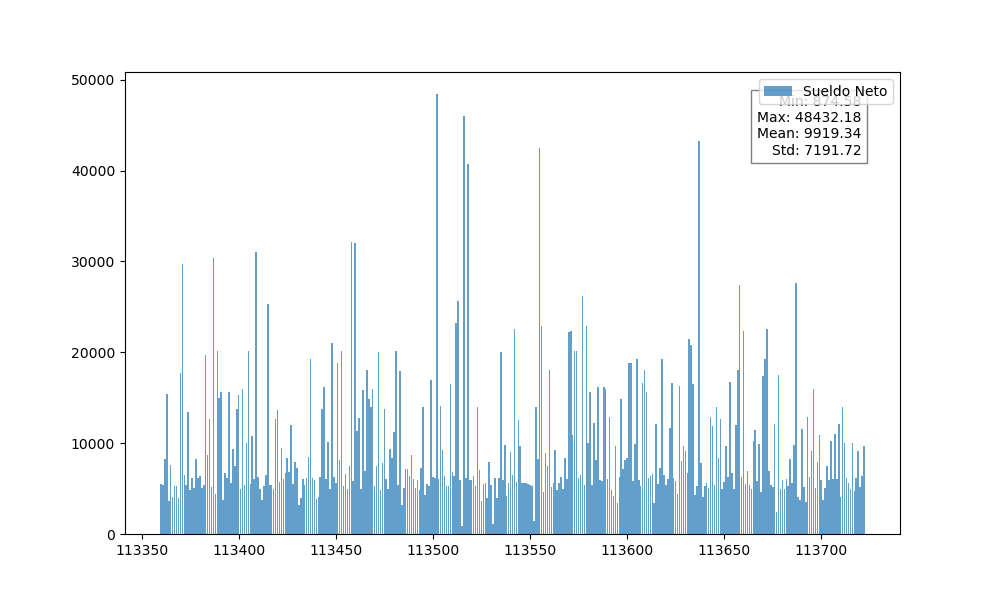 50000
40000
30000
20000
10000
0
113350 113400 113450 113500 113550 113600 113650 113700
Sueldo Neto
Min: 874.58
Max: 48432.18
Mean: 9919.34
Std: 7191.72